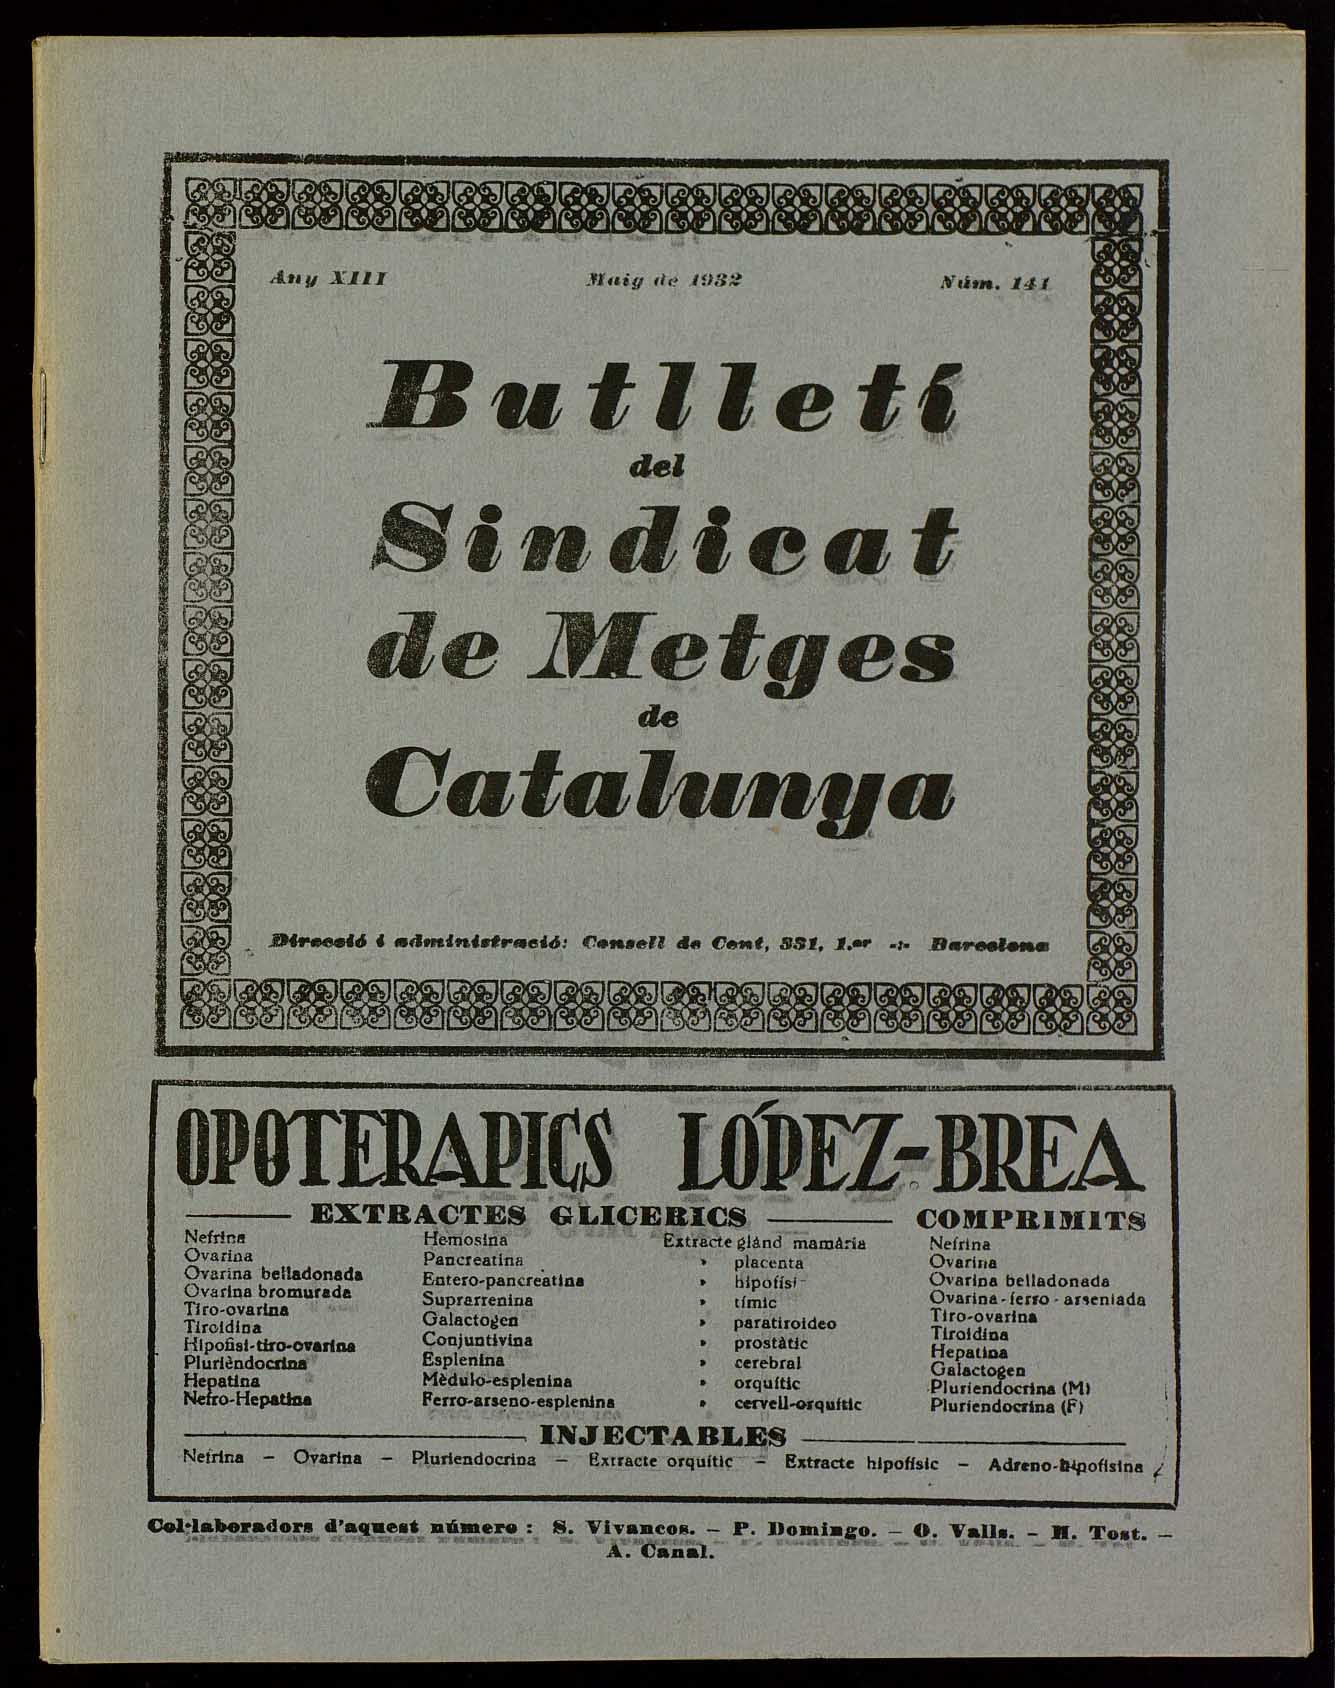 Any XIII Maig de 1932 Núm. 141
Butlletí
del
Sindicat
de Metges
de
Catalunya
Direcció i administració: Consell de Cent, 331, 1.er -:- Barcelona
OPOTERAPICS LÓPEZ-BREA
EXTRACTES GLICERICS
Nefrina
Ovarina
Ovarina belladonada
Ovarina bromurada
Tiro-ovarina
Tiroidina
Hipofisi-tiro-ovarina
Plurièndocrina
Hepatina
Nefro-Hepatina
Hemosina
Pancreatina
Entero-pancreàtina
Suprarrenina
Galactogen
Conjuntivina
Esplenina
Mèdulo-esplenina
Ferro-arseno-esplenina
Extracte glànd mamària
» placenta
» hipofisi
» tímic
» paratiroideo
» prostàtic
» cerebral
» orquític
» cervell-orquític
COMPRIMITS
Nefrina
Ovarina
Ovarina belladonada
Ovarina-ferro-arseniada
Tiro-ovarina
Tiroidina
Hepatina
Galactogen
Pluriendocrina (M)
Pluriendocrina (F)
INJECTABLES
Nefrina — Ovarina — Pluriendocrina — Extracte orquític — Extracte hipofísic — Adreno-hipofisina
Col·laboradors d'aquest número : S. Vivancos. — P. Domingo. — O. Valls. — H. Tost. —
A. Canal.